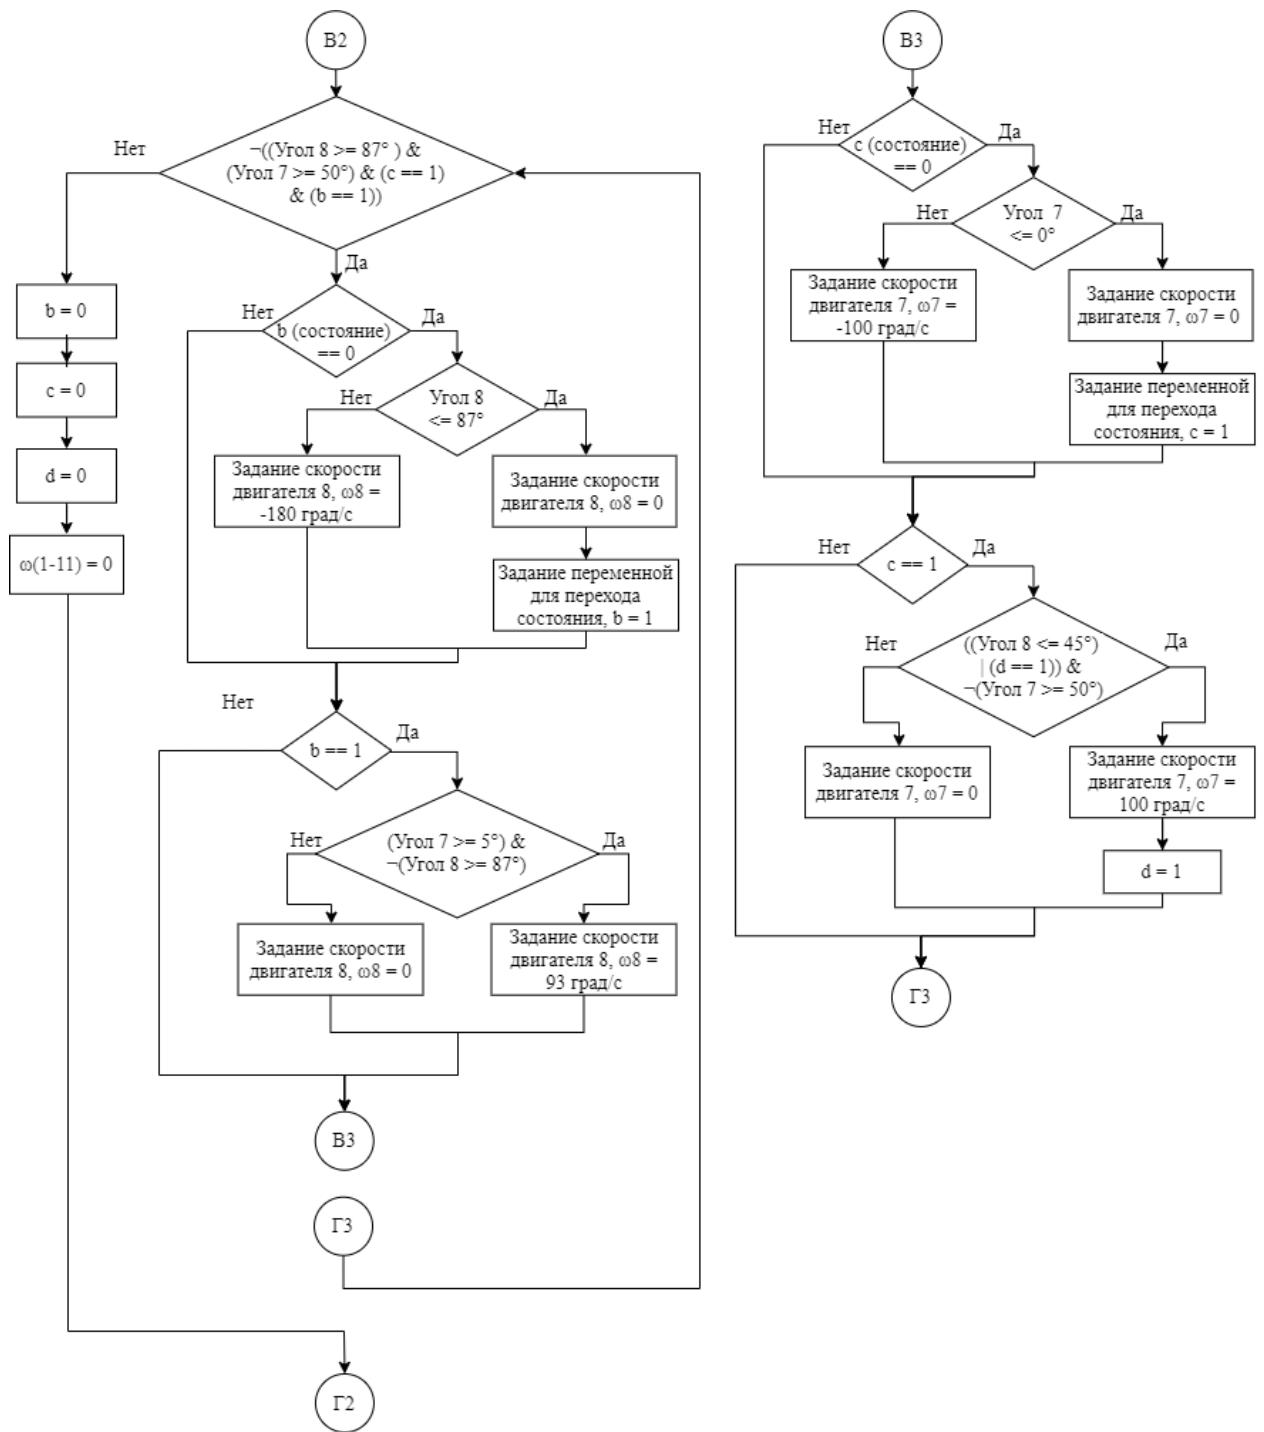 В2
Нет
¬((Угол 8 >= 87° ) &
(Угол 7 >= 50°) & (c == 1)
& (b == 1))
Да
b = 0
c = 0
d = 0
ω(1-11) = 0
Нет
b (состояние)
== 0
Да
Нет
Угол 8
<= 87°
Да
Задание скорости
двигателя 8, ω8 =
-180 град/с
Задание скорости
двигателя 8, ω8 = 0
Задание переменной
для перехода
состояния, b = 1
Нет
b == 1
Да
Нет
(Угол 7 >= 5°) &
¬(Угол 8 >= 87°)
Да
Задание скорости
двигателя 8, ω8 = 0
Задание скорости
двигателя 8, ω8 =
93 град/с
В3
Г3
Г2
В3
Нет
c (состояние)
== 0
Да
Нет
Угол 7
<= 0°
Да
Задание скорости
двигателя 7, ω7 =
-100 град/с
Задание скорости
двигателя 7, ω7 = 0
Задание переменной
для перехода
состояния, c = 1
Нет
c == 1
Да
Нет
((Угол 8 <= 45°)
| (d == 1)) &
¬(Угол 7 >= 50°)
Да
Задание скорости
двигателя 7, ω7 = 0
Задание скорости
двигателя 7, ω7 =
100 град/с
d = 1
Г3